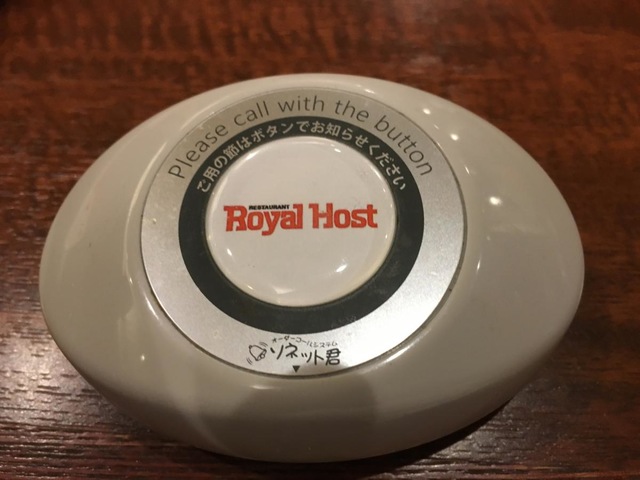 Please call with the button
ご用の節はボタンでお知らせください
RESTAURANT
Royal Host
オーダーコールシステム
ソネット君